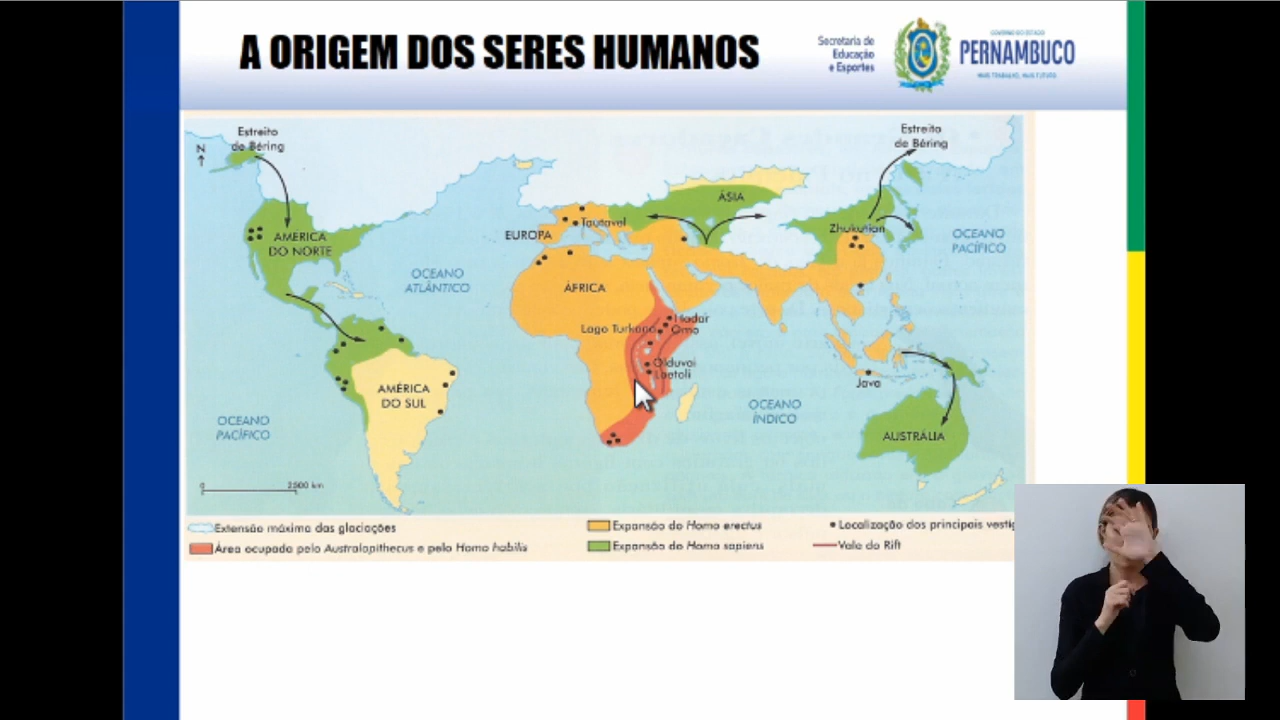 A ORIGEM DOS SERES HUMANOS
Secretaria de
Educação
e Esportes
GOVERNO DO ESTADO
PERNAMBUCO
MAIS TRABALHO, MAIS FUTURO
Estreito
de Béring
N
Estreito
de Béring
ÁSIA
AMÉRICA
DO NORTE
EUROPA
Tautavel
Zhukutian
OCEANO
PACÍFICO
OCEANO
ATLÂNTICO
ÁFRICA
Lago Turkana
Hadar
Omo
Olduvai
Laetoli
Java
AMÉRICA
DO SUL
OCEANO
PACÍFICO
OCEANO
ÍNDICO
AUSTRÁLIA
0 2500 km
Extensão máxima das glaciações
Expansão do Homo erectus
Localização dos principais vestíg
Área ocupada pelo Australopithecus e pelo Homo habilis
Expansão do Homo sapiens
Vale do Rift